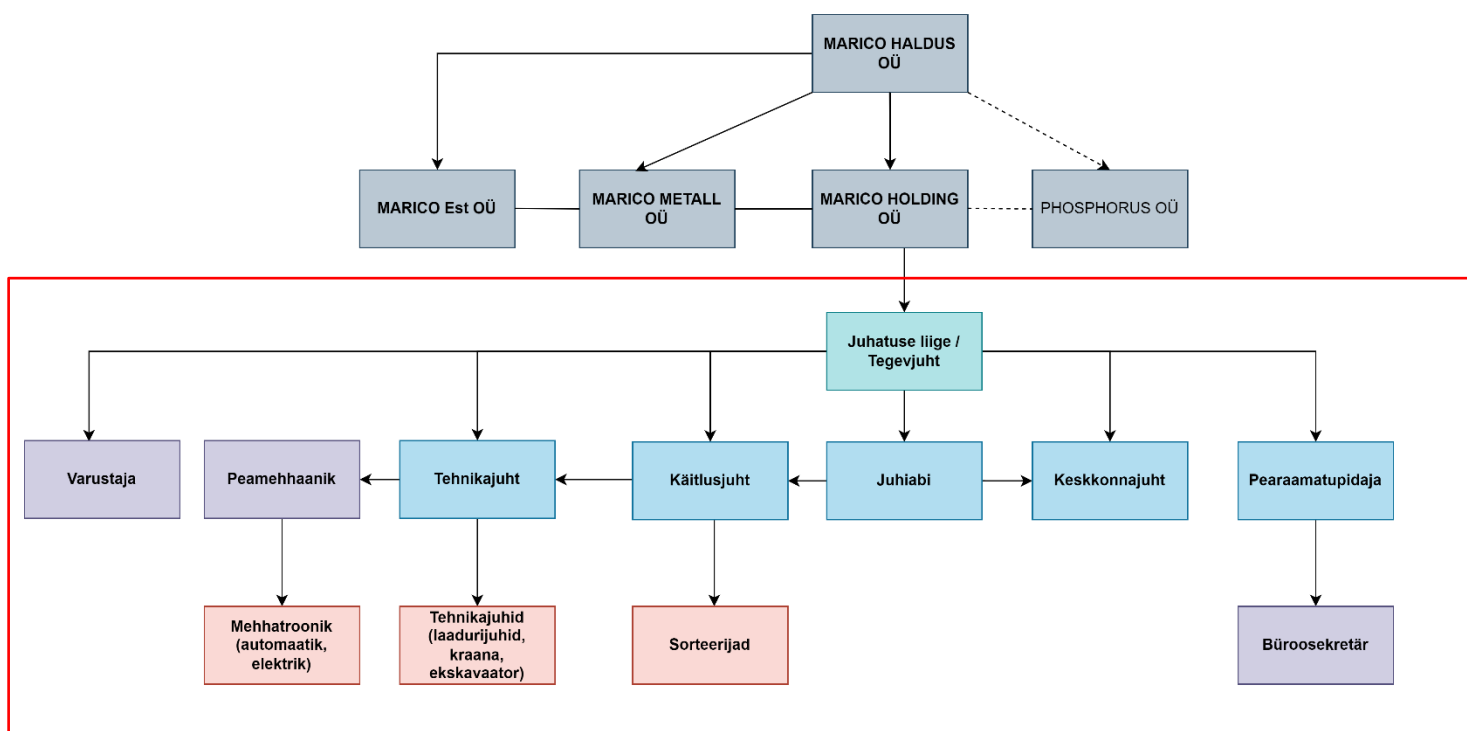 MARICO HALDUS
OÜ
MARICO Est OÜ
MARICO METALL
OÜ
MARICO HOLDING
OÜ
PHOSPHORUS OÜ
Juhatuse liige /
Tegevjuht
Varustaja
Peamehhaanik
Tehnikajuht
Käitlusjuht
Juhiabi
Keskkonnajuht
Pearaamatupidaja
Mehhatroonik
(automaatik,
elektrik)
Tehnikajuhid
(laadurijuhid,
kraana,
ekskavaator)
Sorteerijad
Büroosekretär